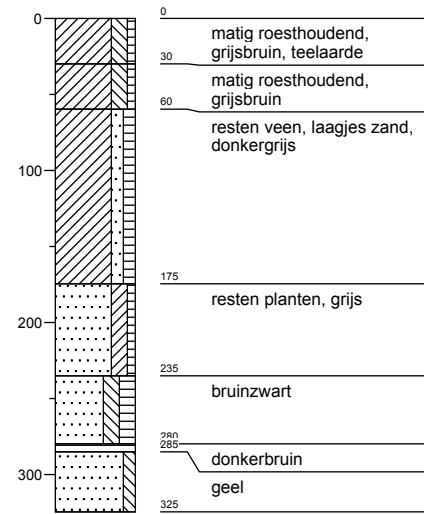 0
0
matig roesthoudend,
grijsbruin, teelaarde
30
matig roesthoudend,
grijsbruin
60
resten veen, laagjes zand,
donkergrijs
100
175
resten planten, grijs
200
235
bruinzwart
280
285
donkerbruin
300
geel
325